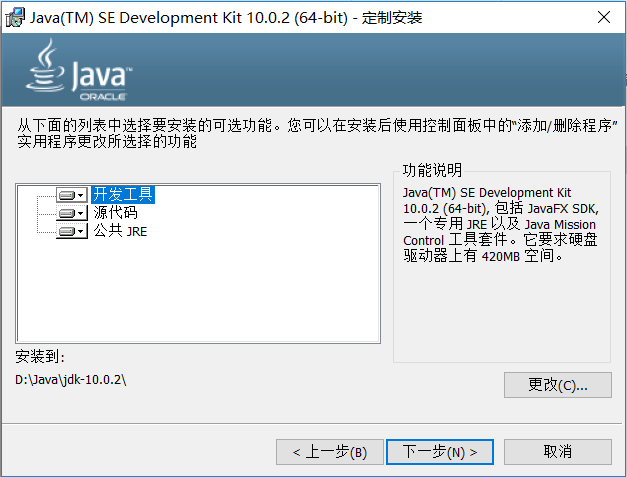 Java(TM) SE Development Kit 10.0.2 (64-bit) - 定制安装
Java™
ORACLE
从下面的列表中选择要安装的可选功能。您可以在安装后使用控制面板中的“添加/删除程序”
实用程序更改所选择的功能
开发工具
源代码
公共 JRE
功能说明
Java(TM) SE Development Kit
10.0.2 (64-bit), 包括 JavaFX SDK,
一个专用 JRE 以及 Java Mission
Control 工具套件。它要求硬盘
驱动器上有 420MB 空间。
安装到:
D:\Java\jdk-10.0.2\
更改(C)...
< 上一步(B)
下一步(N) >
取消